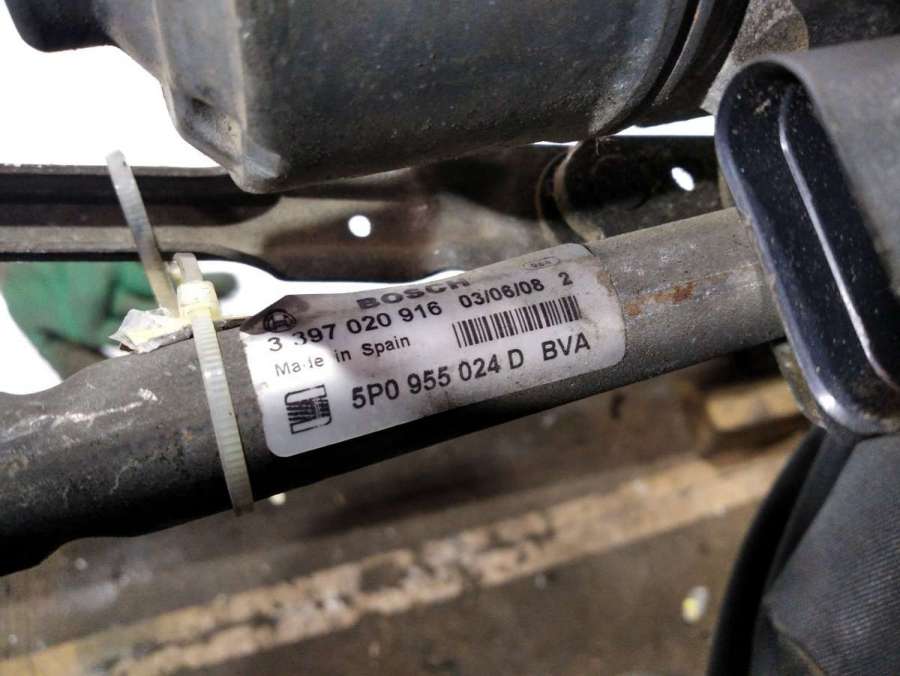 BOSCH
3 397 020 916 03/06/08 2
Made in Spain
5P0 955 024 D BVA